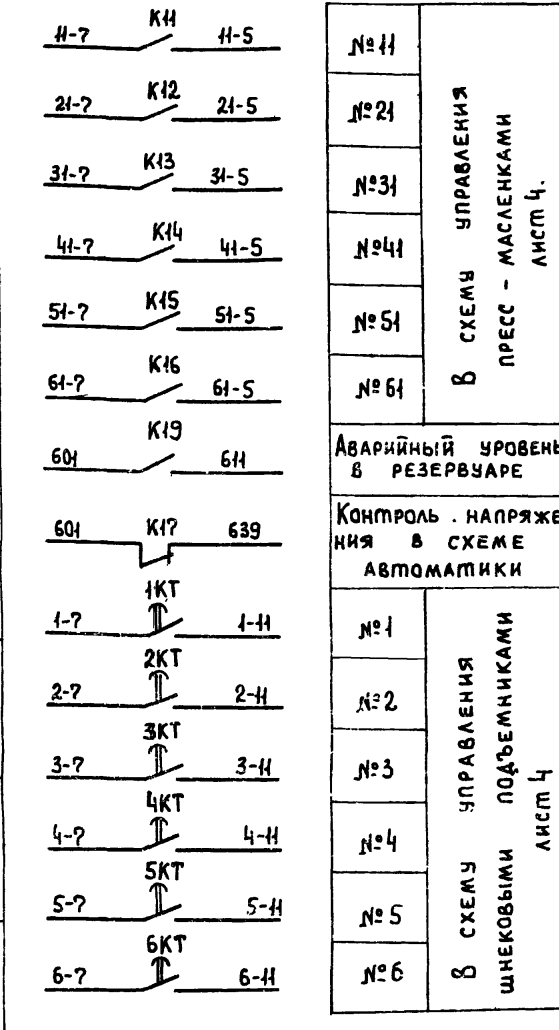 К11
11-7 11-5 №11
К12
21-7 21-5 №21
К13
31-7 31-5 №31
К14
41-7 41-5 №41
К15
51-7 51-5 №51
К16
61-7 61-5 №61
В СХЕМУ УПРАВЛЕНИЯ
ПРЕСС - МАСЛЕНКАМИ
ЛИСТ 4.
К19
601 611
АВАРИЙНЫЙ УРОВЕНЬ
В РЕЗЕРВУАРЕ
601 К17 639
КОНТРОЛЬ . НАПРЯЖЕ
НИЯ В СХЕМЕ
АВТОМАТИКИ
1КТ
1-7 1-11 №1
2КТ
2-7 2-11 №2
3КТ
3-7 3-11 №3
4КТ
4-7 4-11 №4
5КТ
5-7 5-11 №5
6КТ
6-7 6-11 №6
В СХЕМУ УПРАВЛЕНИЯ
ШНЕКОВЫМИ ПОДЪЕМНИКАМИ
ЛИСТ 4